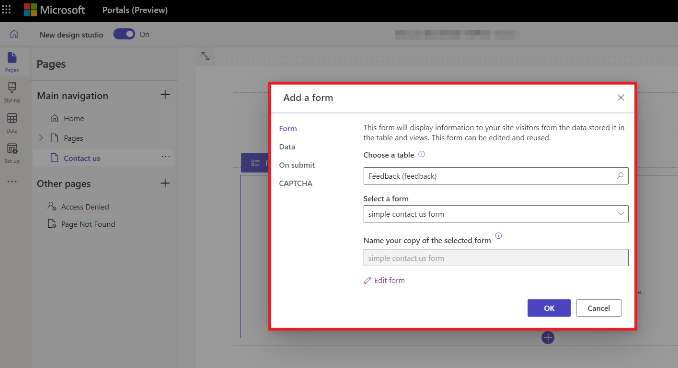 Microsoft
Portals (Preview)
New design studio
On
Pages
Styling
Data
Set up
Pages
Main navigation
Home
Pages
Contact us
Other pages
Access Denied
Page Not Found
Add a form
Form
Data
On submit
CAPTCHA
This form will display information to your site visitors from the data stored it in
the table and views. This form can be edited and reused.
Choose a table
Feedback (feedback)
Select a form
simple contact us form
Name your copy of the selected form
simple contact us form
Edit form
OK
Cancel